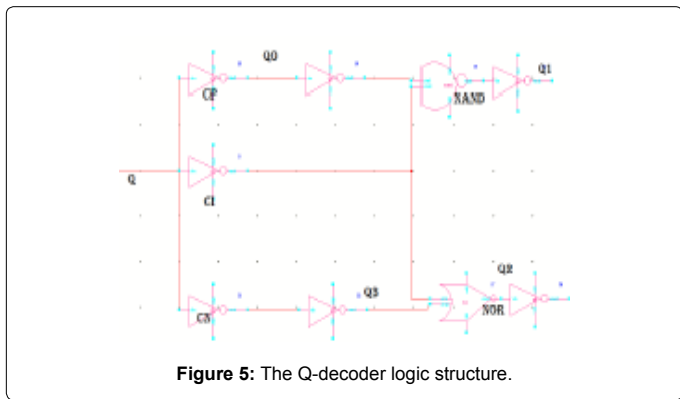 Q0
Q1
CP
NAND
Q
CI
Q2
Q3
CN
NOR
Figure 5: The Q-decoder logic structure.